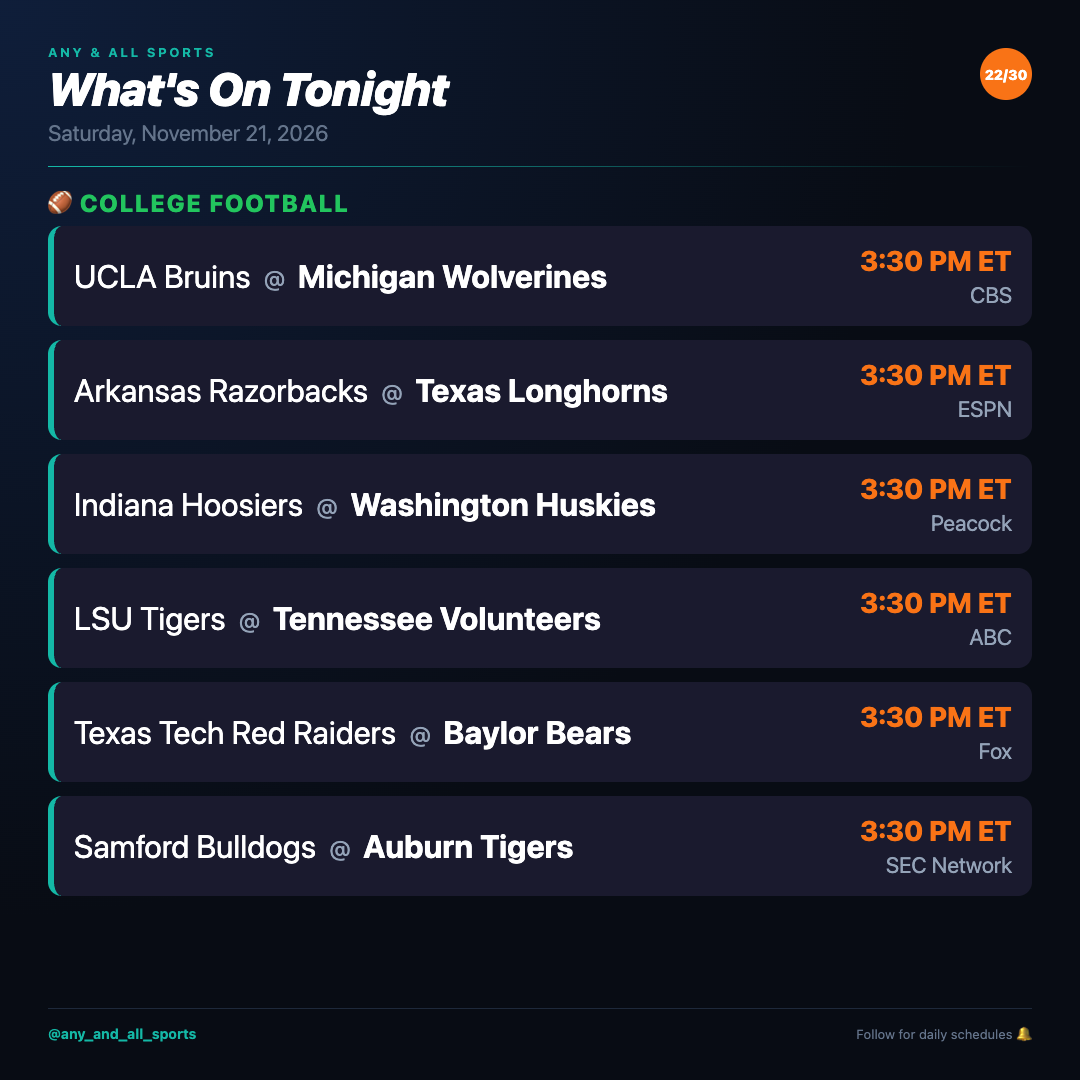 ANY & ALL SPORTS
What's On Tonight
22/30
Saturday, November 21, 2026
🏈 COLLEGE FOOTBALL
UCLA Bruins @ Michigan Wolverines
3:30 PM ET
CBS
Arkansas Razorbacks @ Texas Longhorns
3:30 PM ET
ESPN
Indiana Hoosiers @ Washington Huskies
3:30 PM ET
Peacock
LSU Tigers @ Tennessee Volunteers
3:30 PM ET
ABC
Texas Tech Red Raiders @ Baylor Bears
3:30 PM ET
Fox
Samford Bulldogs @ Auburn Tigers
3:30 PM ET
SEC Network
@any_and_all_sports
Follow for daily schedules 🔔